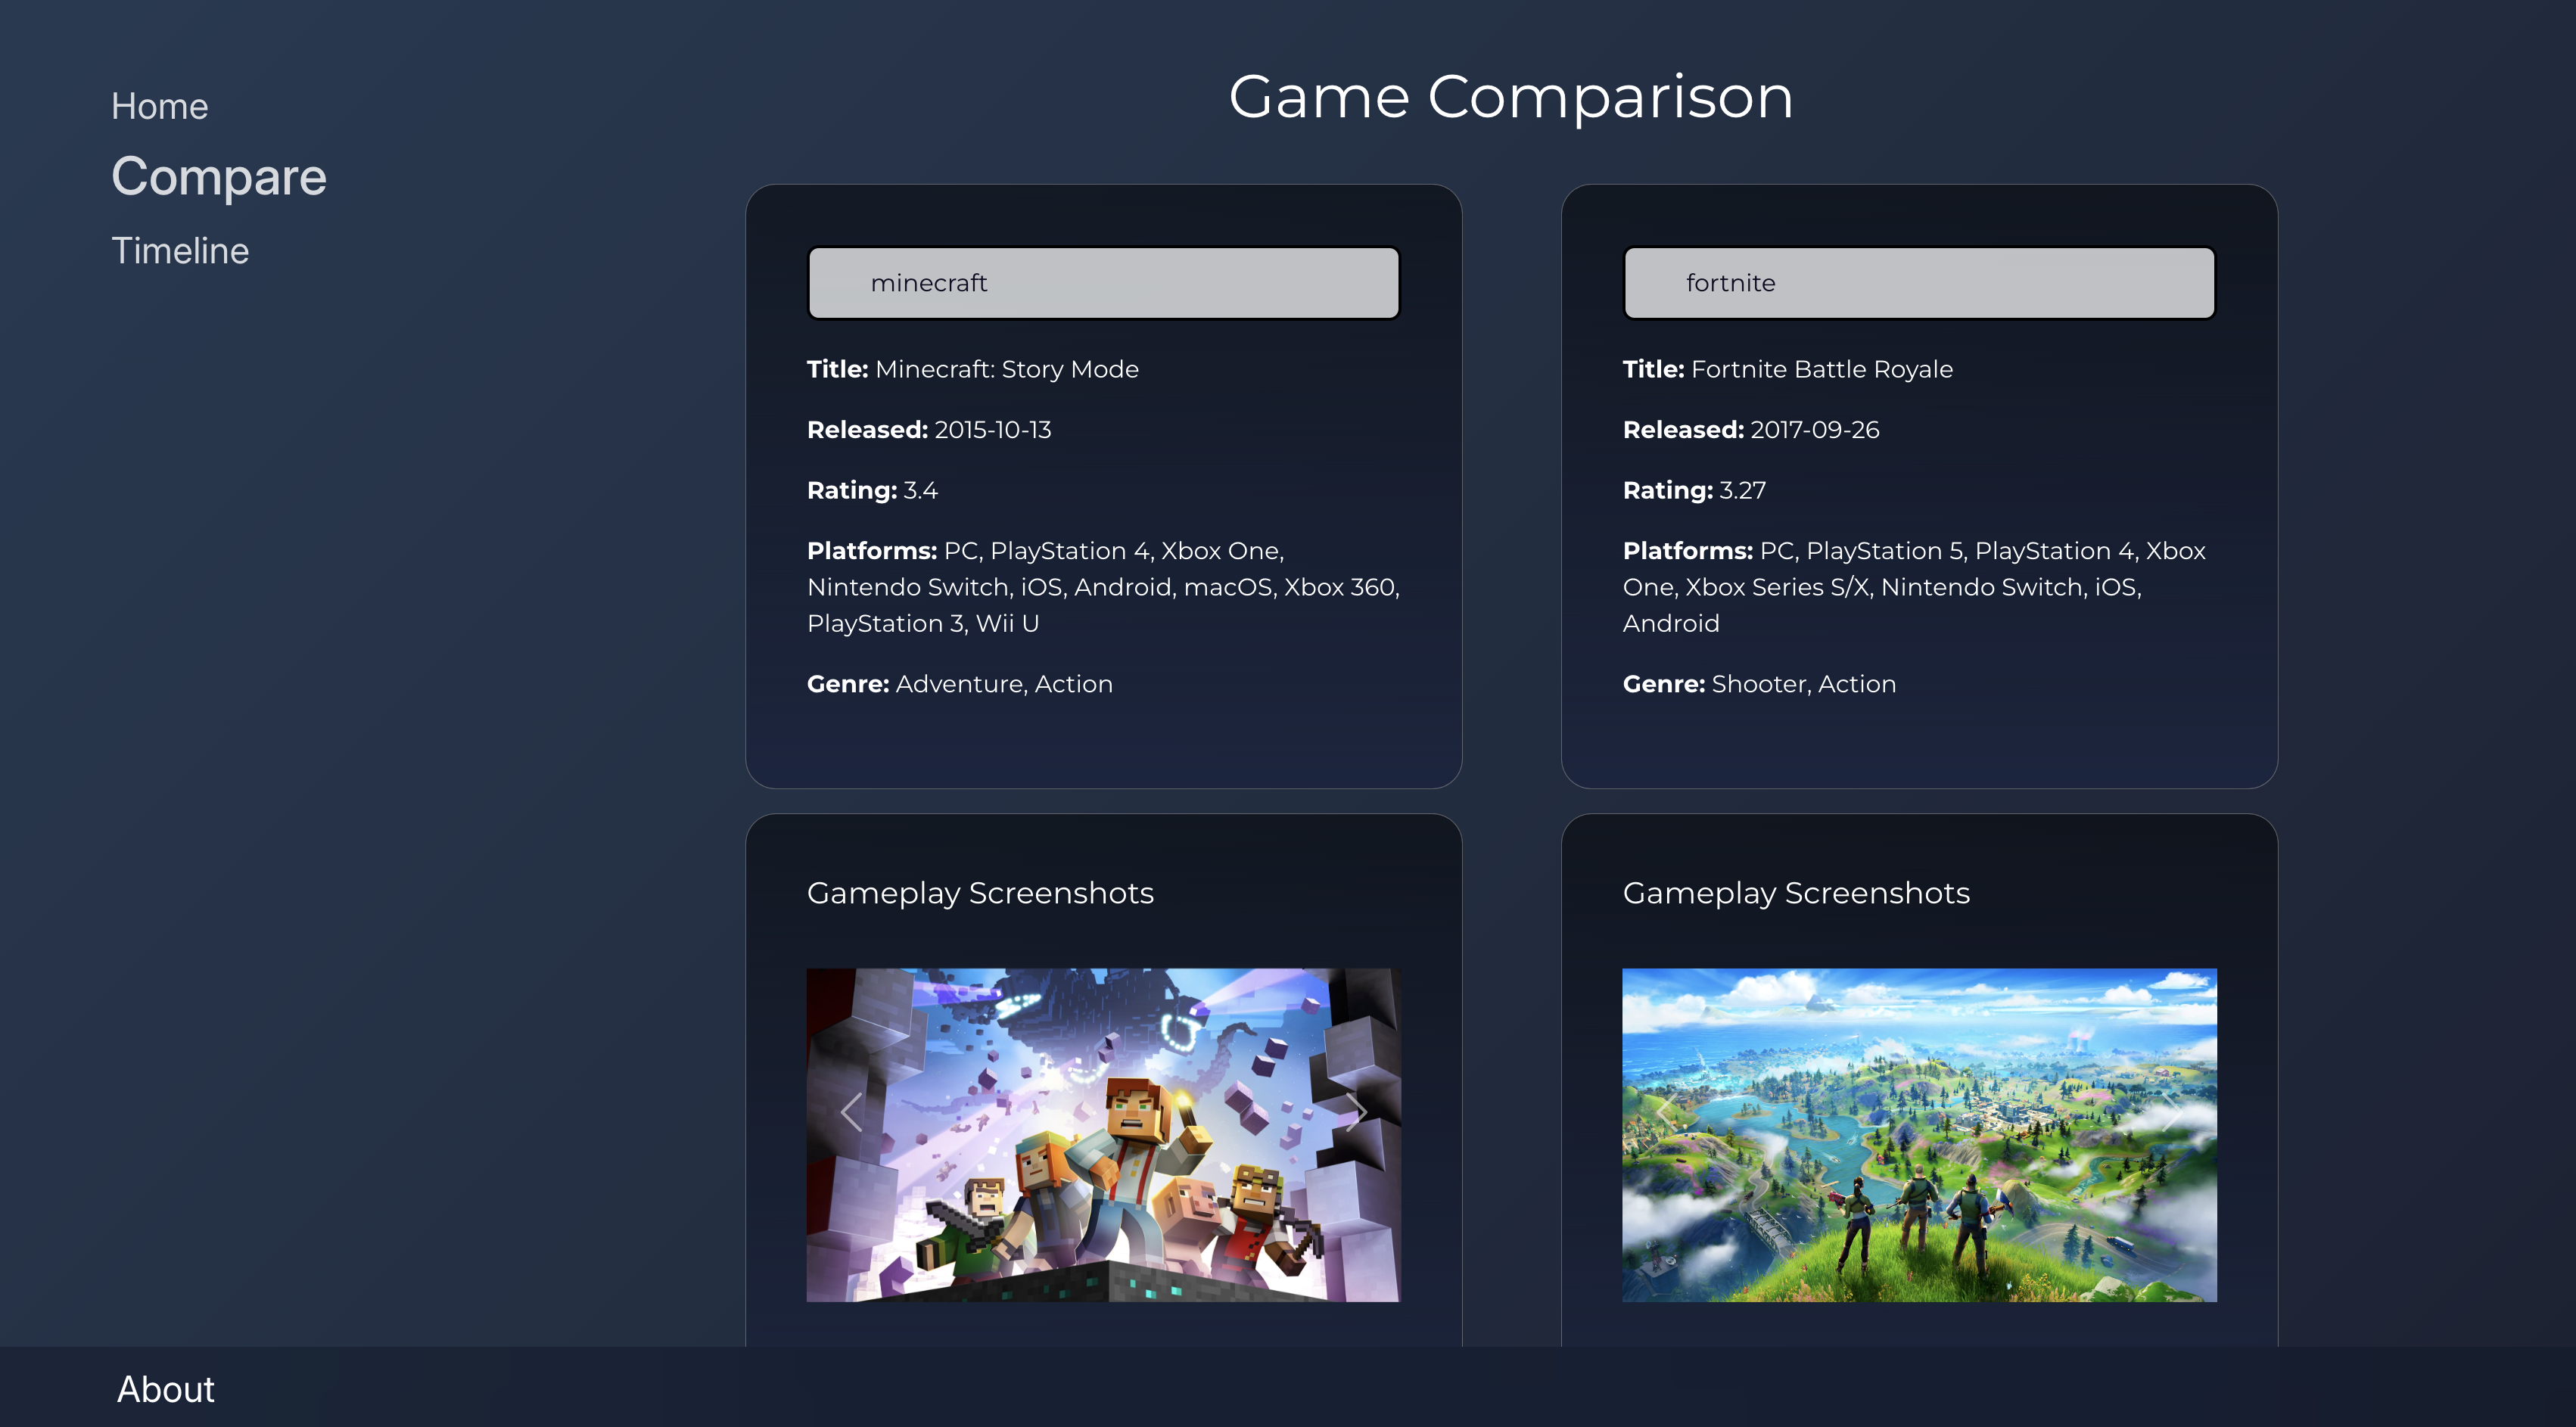 Home
Compare
Timeline
Game Comparison
minecraft
Title: Minecraft: Story Mode
Released: 2015-10-13
Rating: 3.4
Platforms: PC, PlayStation 4, Xbox One,
Nintendo Switch, iOS, Android, macOS, Xbox 360,
PlayStation 3, Wii U
Genre: Adventure, Action
fortnite
Title: Fortnite Battle Royale
Released: 2017-09-26
Rating: 3.27
Platforms: PC, PlayStation 5, PlayStation 4, Xbox
One, Xbox Series S/X, Nintendo Switch, iOS,
Android
Genre: Shooter, Action
Gameplay Screenshots
Gameplay Screenshots
About